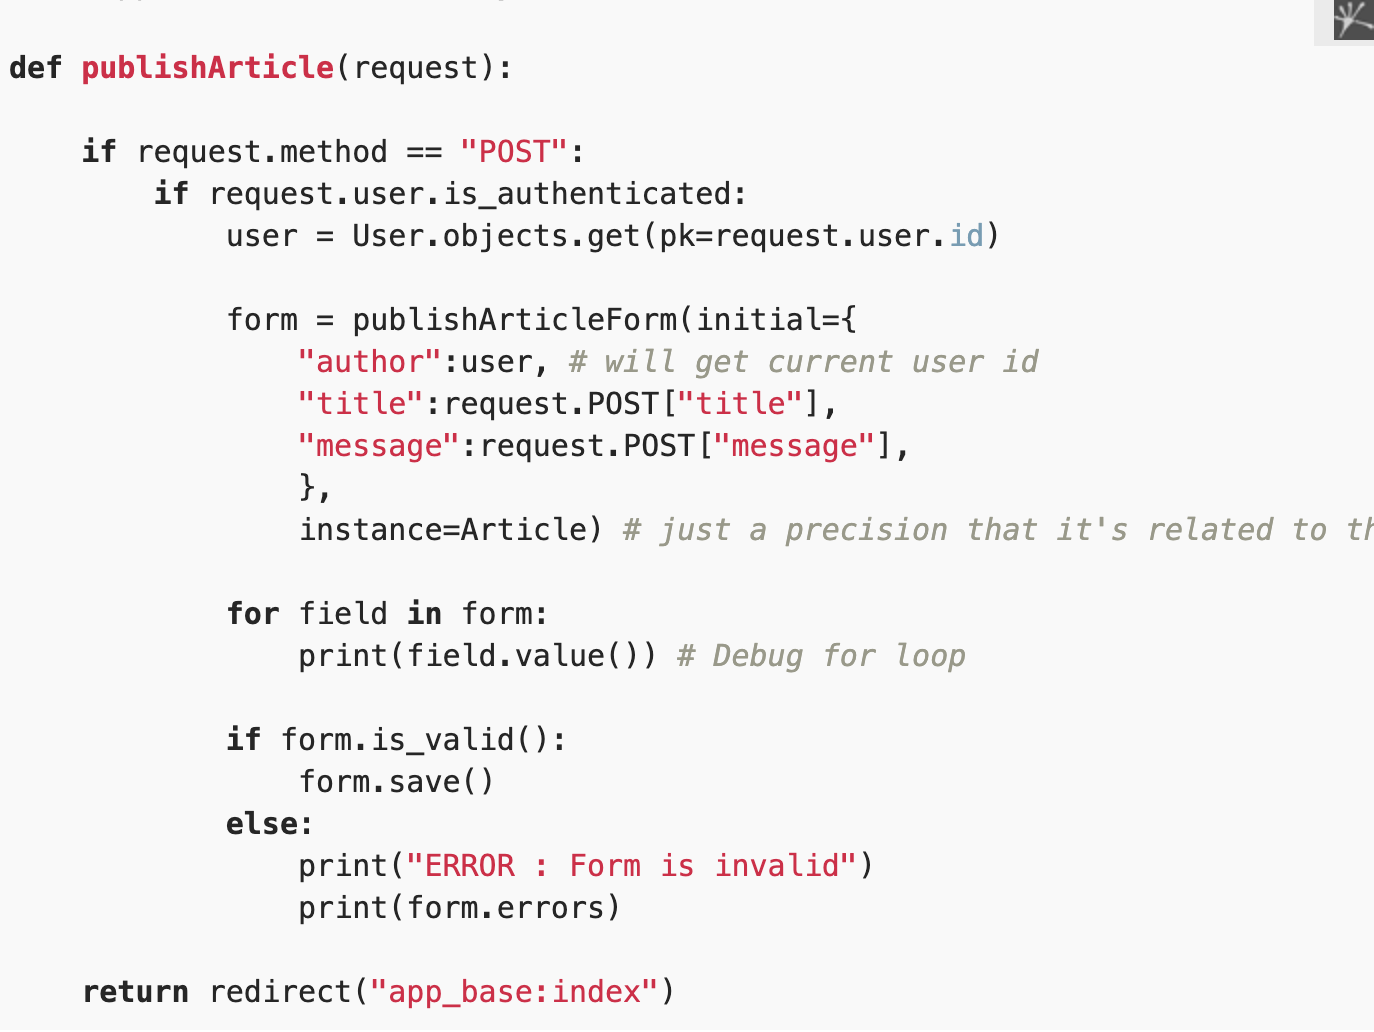 def publishArticle(request):
if request.method == "POST":
if request.user.is_authenticated:
user = User.objects.get(pk=request.user.id)
form = publishArticleForm(initial={
"author":user, # will get current user id
"title":request.POST["title"],
"message":request.POST["message"],
},
instance=Article) # just a precision that it's related to
for field in form:
print(field.value()) # Debug for loop
if form.is_valid():
form.save()
else:
print("ERROR : Form is invalid")
print(form.errors)
return redirect("app_base:index")